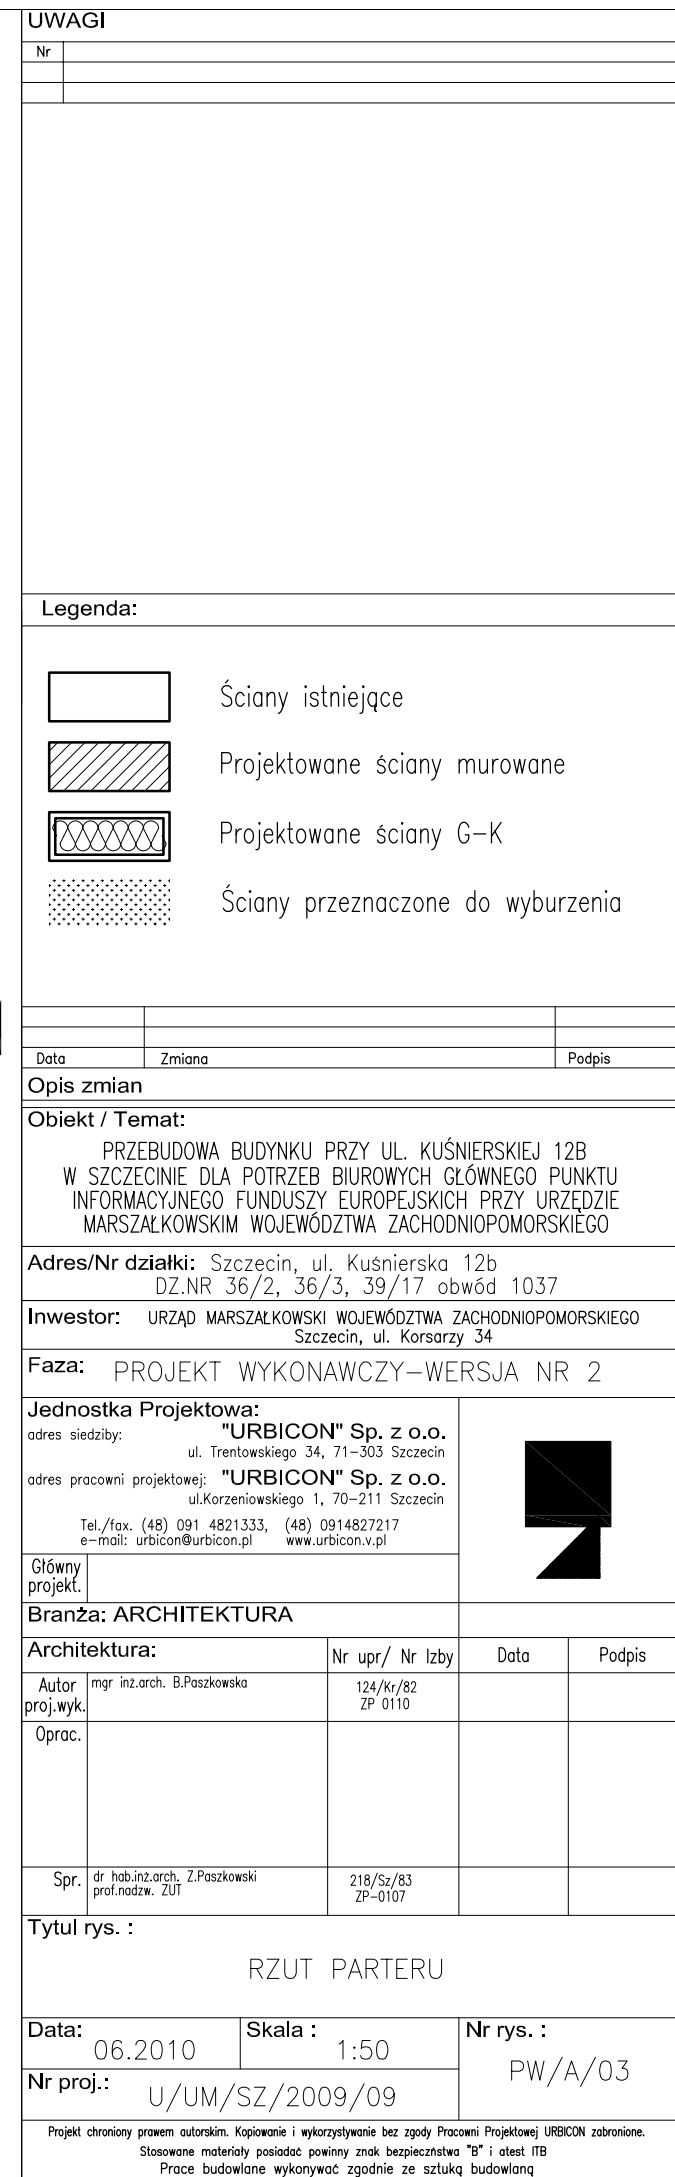 UWAGI
Nr
Legenda:
Ściany istniejące
Projektowane ściany murowane
Projektowane ściany G-K
Ściany przeznaczone do wyburzenia
Data Zmiana Podpis
Opis zmian
Obiekt / Temat:
PRZEBUDOWA BUDYNKU PRZY UL. KUŚNIERSKIEJ 12B
W SZCZECINIE DLA POTRZEB BIUROWYCH GŁÓWNEGO PUNKTU
INFORMACYJNEGO FUNDUSZY EUROPEJSKICH PRZY URZĘDZIE
MARSZAŁKOWSKIM WOJEWÓDZTWA ZACHODNIOPOMORSKIEGO
Adres/Nr działki: Szczecin, ul. Kuśnierska 12b
DZ.NR 36/2, 36/3, 39/17 obwód 1037
Inwestor: URZĄD MARSZAŁKOWSKI WOJEWÓDZTWA ZACHODNIOPOMORSKIEGO
Szczecin, ul. Korsarzy 34
Faza: PROJEKT WYKONAWCZY-WERSJA NR 2
Jednostka Projektowa:
adres siedziby: "URBICON" Sp. z o.o.
ul. Trentowskiego 34, 71-303 Szczecin
adres pracowni projektowej: "URBICON" Sp. z o.o.
ul.Korzeniowskiego 1, 70-211 Szczecin
Tel./fax. (48) 091 4821333, (48) 0914827217
e-mail: urbicon@urbicon.pl www.urbicon.v.pl
Główny
projekt.
Branża: ARCHITEKTURA
Architektura: Nr upr/ Nr Izby Data Podpis
Autor
proj.wyk.
mgr inż.arch. B.Paszkowska
124/Kr/82
ZP 0110
Oprac.
Spr.
dr hab.inż.arch. Z.Paszkowski
prof.nadzw. ZUT
218/Sz/83
ZP-0107
Tytul rys. :
RZUT PARTERU
Data: 06.2010
Skala : 1:50
Nr rys. :
PW/A/03
Nr proj.: U/UM/SZ/2009/09
Projekt chroniony prawem autorskim. Kopiowanie i wykorzystywanie bez zgody Pracowni Projektowej URBICON zabronione.
Stosowane materiały posiadać powinny znak bezpieczństwa "B" i atest ITB
Prace budowlane wykonywać zgodnie ze sztuką budowlaną